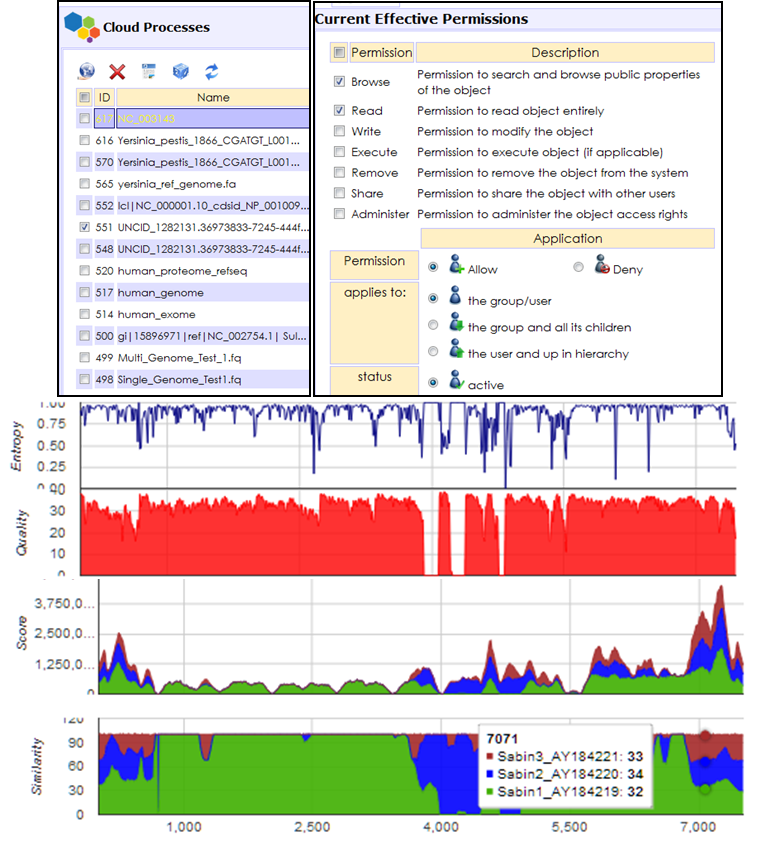 Cloud Processes
ID Name
617 NC_003143
616 Yersinia_pestis_1866_CGATGT_L001...
570 Yersinia_pestis_1866_CGATGT_L001...
565 yersinia_ref_genome.fa
552 lcl|NC_000001.10_cdsid_NP_001009...
551 UNCID_1282131.36973833-7245-444f...
548 UNCID_1282131.36973833-7245-444f...
520 human_proteome_refseq
517 human_genome
514 human_exome
500 gi|15896971|ref|NC_002754.1| Sul...
499 Multi_Genome_Test_1.fq
498 Single_Genome_Test1.fq
Current Effective Permissions
Permission Description
Browse Permission to search and browse public properties
of the object
Read Permission to read object entirely
Write Permission to modify the object
Execute Permission to execute object (if applicable)
Remove Permission to remove the object from the system
Share Permission to share the object with other users
Administer Permission to administer the object access rights
Application
Permission Allow Deny
applies to: the group/user
the group and all its children
the user and up in hierarchy
status active
Entropy
1.00
0.75
0.50
0.25
0
Quality
40
30
20
10
0
Score
3,750,0...
2,500,0...
1,250,0...
0
Similarity
120
90
60
30
0
7071
Sabin3_AY184221: 33
Sabin2_AY184220: 34
Sabin1_AY184219: 32
1,000 2,500 4,000 5,500 7,000